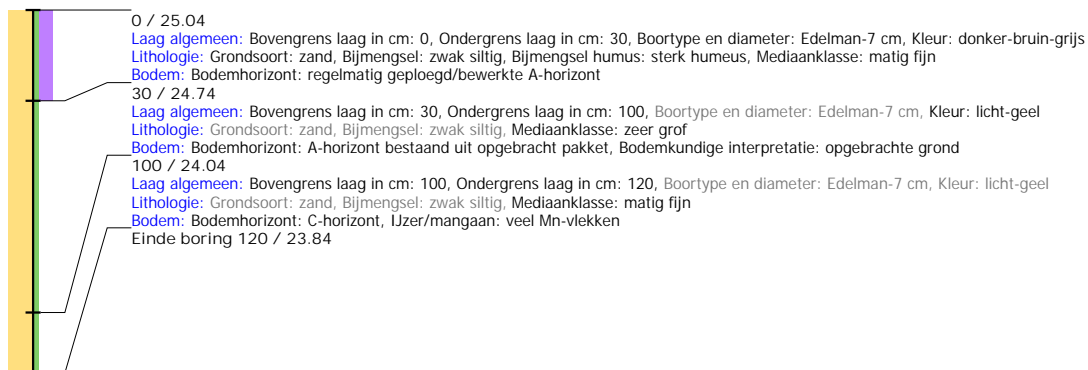 0 / 25.04
Laag algemeen: Bovengrens laag in cm: 0, Ondergrens laag in cm: 30, Boortype en diameter: Edelman-7 cm, Kleur: donker-bruin-grijs
Lithologie: Grondsoort: zand, Bijmengsel: zwak siltig, Bijmengsel humus: sterk humeus, Mediaanklasse: matig fijn
Bodem: Bodemhorizont: regelmatig geploegd/bewerkte A-horizont
30 / 24.74
Laag algemeen: Bovengrens laag in cm: 30, Ondergrens laag in cm: 100, Boortype en diameter: Edelman-7 cm, Kleur: licht-geel
Lithologie: Grondsoort: zand, Bijmengsel: zwak siltig, Mediaanklasse: zeer grof
Bodem: Bodemhorizont: A-horizont bestaand uit opgebracht pakket, Bodemkundige interpretatie: opgebrachte grond
100 / 24.04
Laag algemeen: Bovengrens laag in cm: 100, Ondergrens laag in cm: 120, Boortype en diameter: Edelman-7 cm, Kleur: licht-geel
Lithologie: Grondsoort: zand, Bijmengsel: zwak siltig, Mediaanklasse: matig fijn
Bodem: Bodemhorizont: C-horizont, IJzer/mangaan: veel Mn-vlekken
Einde boring 120 / 23.84